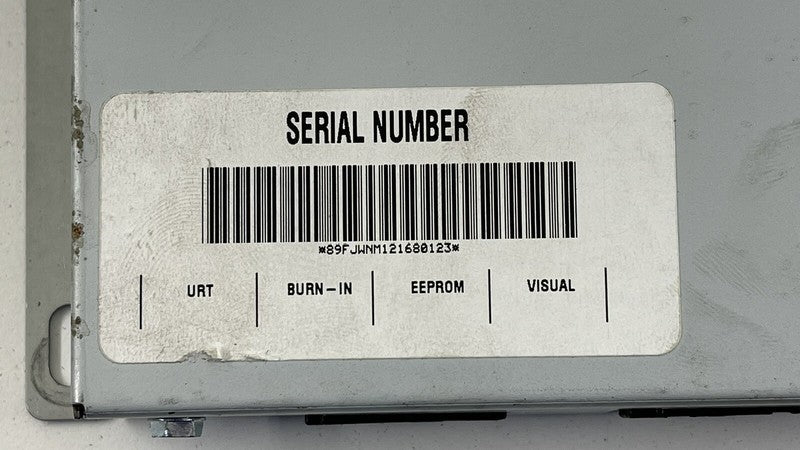 SERIAL NUMBER
*89FJWNM121680123*
URT BURN-IN EEPROM VISUAL